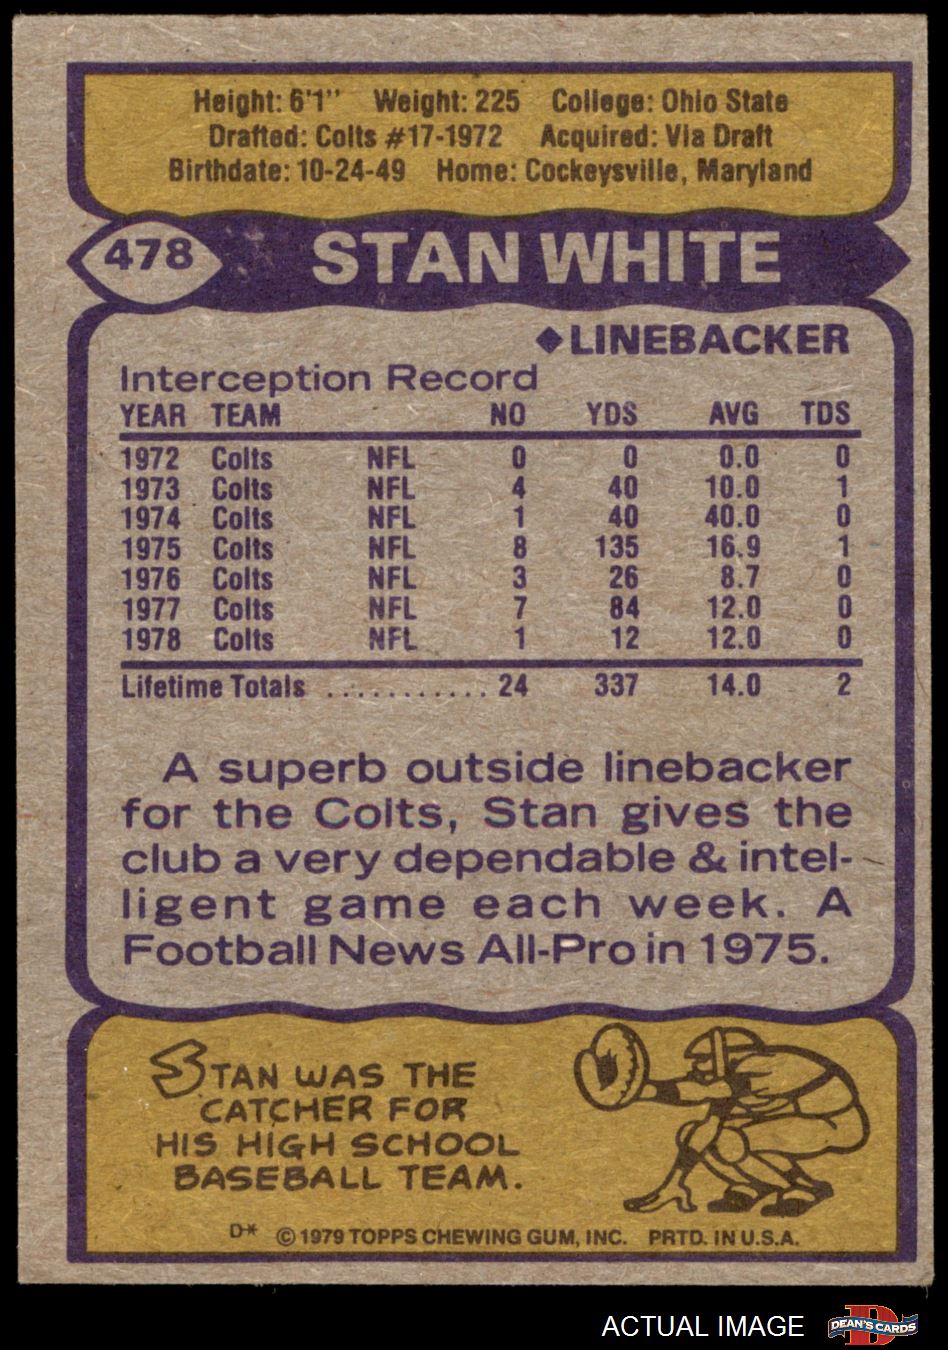 Height: 6'1" Weight: 225 College: Ohio State
Drafted: Colts #17-1972 Acquired: Via Draft
Birthdate: 10-24-49 Home: Cockeysville, Maryland
478 STAN WHITE
◆LINEBACKER
Interception Record
YEAR TEAM NO YDS AVG TDS
1972 Colts NFL 0 0 0.0 0
1973 Colts NFL 4 40 10.0 1
1974 Colts NFL 1 40 40.0 0
1975 Colts NFL 8 135 16.9 1
1976 Colts NFL 3 26 8.7 0
1977 Colts NFL 7 84 12.0 0
1978 Colts NFL 1 12 12.0 0
Lifetime Totals ........... 24 337 14.0 2
A superb outside linebacker
for the Colts, Stan gives the
club a very dependable & intel-
ligent game each week. A
Football News All-Pro in 1975.
STAN WAS THE
CATCHER FOR
HIS HIGH SCHOOL
BASEBALL TEAM.
D* © 1979 TOPPS CHEWING GUM, INC. PRTD. IN U.S.A.
ACTUAL IMAGE D DEAN'S CARDS